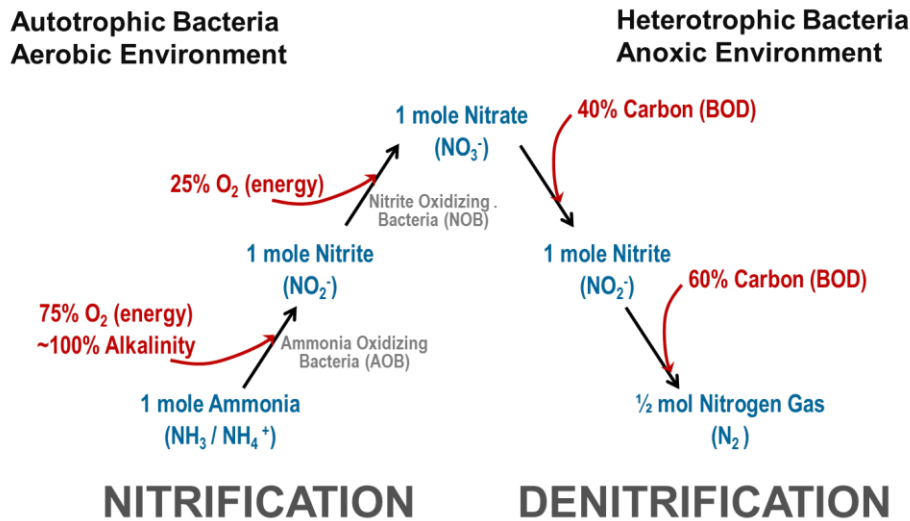 Autotrophic Bacteria
Aerobic Environment
Heterotrophic Bacteria
Anoxic Environment
1 mole Nitrate
(NO₃⁻)
40% Carbon (BOD)
25% O₂ (energy)
Nitrite Oxidizing .
Bacteria (NOB)
1 mole Nitrite
(NO₂⁻)
1 mole Nitrite
(NO₂⁻)
60% Carbon (BOD)
75% O₂ (energy)
~100% Alkalinity
Ammonia Oxidizing
Bacteria (AOB)
1 mole Ammonia
(NH₃ / NH₄⁺)
½ mol Nitrogen Gas
(N₂)
NITRIFICATION
DENITRIFICATION